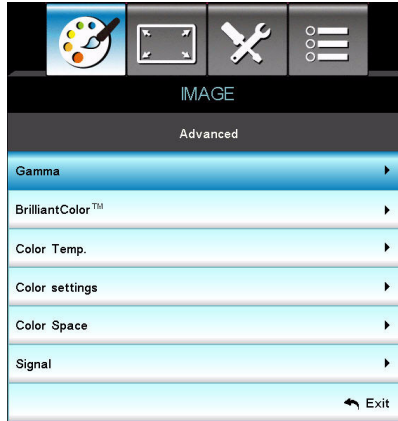 IMAGE
Advanced
Gamma
BrilliantColor™
Color Temp.
Color settings
Color Space
Signal
Exit